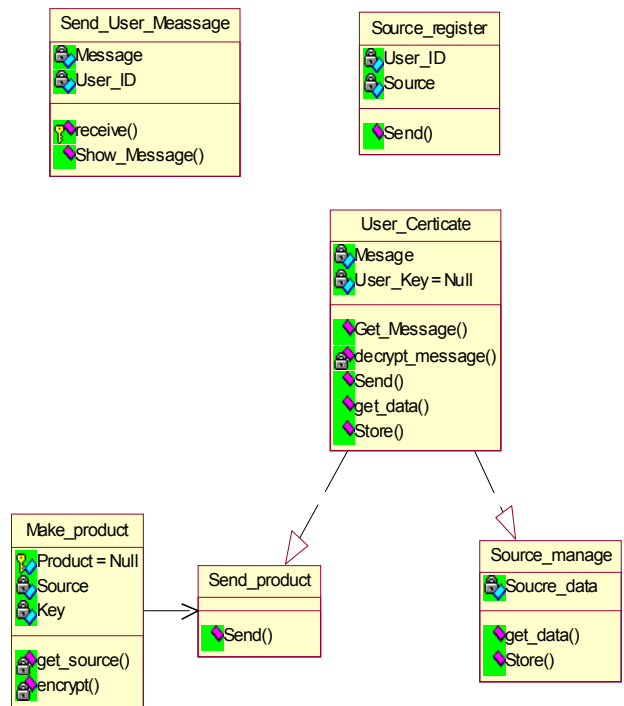 Send_User_Meassage
Message
User_ID
receive()
Show_Message()
Source_register
User_ID
Source
Send()
User_Certicate
Mesage
User_Key = Null
Get_Message()
decrypt_message()
Send()
get_data()
Store()
Make_product
Product = Null
Source
Key
get_source()
encrypt()
Send_product
Send()
Source_manage
Soucre_data
get_data()
Store()